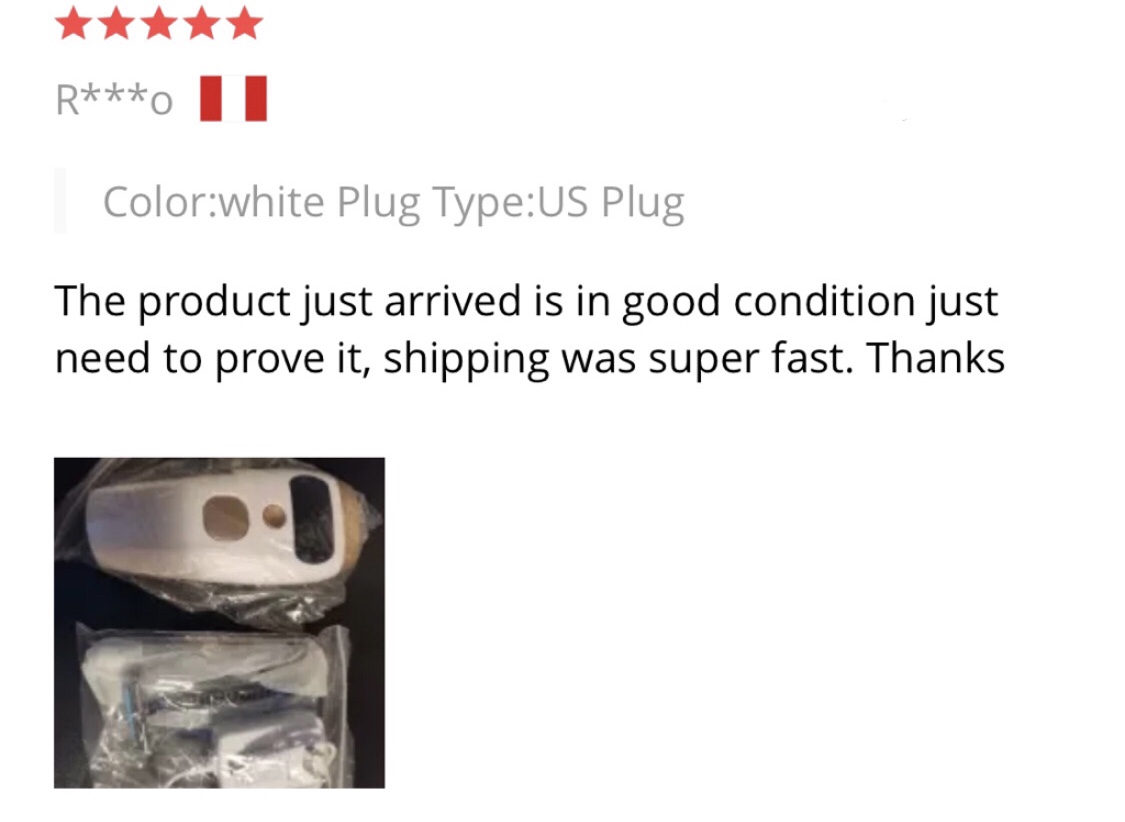 R***o
Color:white Plug Type:US Plug
The product just arrived is in good condition just
need to prove it, shipping was super fast. Thanks